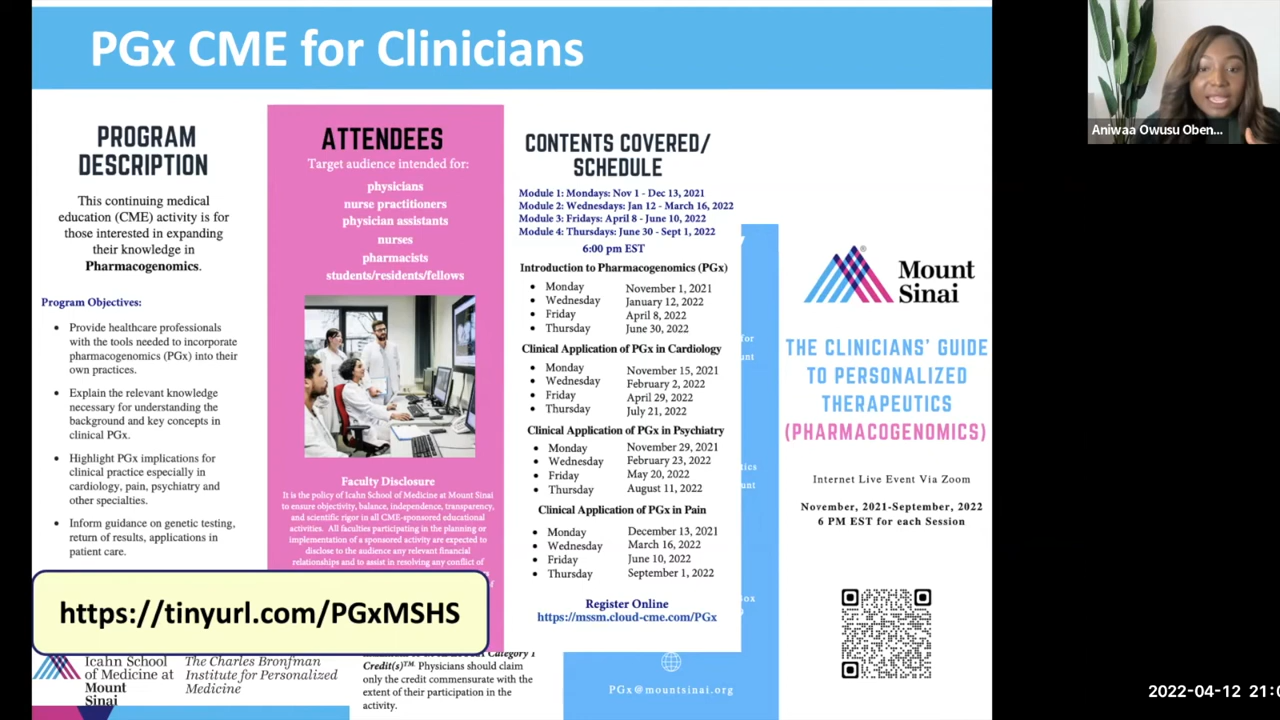 PGx CME for Clinicians
Aniwaa Owusu Oben...
PROGRAM
DESCRIPTION
This continuing medical
education (CME) activity is for
those interested in expanding
their knowledge in
Pharmacogenomics.
Program Objectives:
• Provide healthcare professionals
with the tools needed to incorporate
pharmacogenomics (PGx) into their
own practices.
• Explain the relevant knowledge
necessary for understanding the
background and key concepts in
clinical PGx.
• Highlight PGx implications for
clinical practice especially in
cardiology, pain, psychiatry and
other specialties.
• Inform guidance on genetic testing,
return of results, applications in
patient care.
https://tinyurl.com/PGxMSHS
Icahn School
of Medicine at
Mount
Sinai
The Charles Bronfman
Institute for Personalized
Medicine
ATTENDEES
Target audience intended for:
physicians
nurse practitioners
physician assistants
nurses
pharmacists
students/residents/fellows
Faculty Disclosure
It is the policy of Icahn School of Medicine at Mount Sinai
to ensure objectivity, balance, independence, transparency,
and scientific rigor in all CME-sponsored educational
activities. All faculties participating in the planning or
implementation of a sponsored activity are expected to
disclose to the audience any relevant financial
relationships and to assist in resolving any conflict of
Category 1
Credit(s)™ Physicians should claim
only the credit commensurate with the
extent of their participation in the
activity.
CONTENTS COVERED/
SCHEDULE
Module 1: Mondays: Nov 1 - Dec 13, 2021
Module 2: Wednesdays: Jan 12 - March 16, 2022
Module 3: Fridays: April 8 - June 10, 2022
Module 4: Thursdays: June 30 - Sept 1, 2022
6:00 pm EST
Introduction to Pharmacogenomics (PGx)
• Monday November 1, 2021
• Wednesday January 12, 2022
• Friday April 8, 2022
• Thursday June 30, 2022
Clinical Application of PGx in Cardiology
• Monday November 15, 2021
• Wednesday February 2, 2022
• Friday April 29, 2022
• Thursday July 21, 2022
Clinical Application of PGx in Psychiatry
• Monday November 29, 2021
• Wednesday February 23, 2022
• Friday May 20, 2022
• Thursday August 11, 2022
Clinical Application of PGx in Pain
• Monday December 13, 2021
• Wednesday March 16, 2022
• Friday June 10, 2022
• Thursday September 1, 2022
Register Online
https://mssm.cloud-cme.com/PGx
PGx@mountsinai.org
Mount
Sinai
THE CLINICIANS' GUIDE
TO PERSONALIZED
THERAPEUTICS
(PHARMACOGENOMICS)
Internet Live Event Via Zoom
November, 2021-September, 2022
6 PM EST for each Session
2022-04-12 21:0